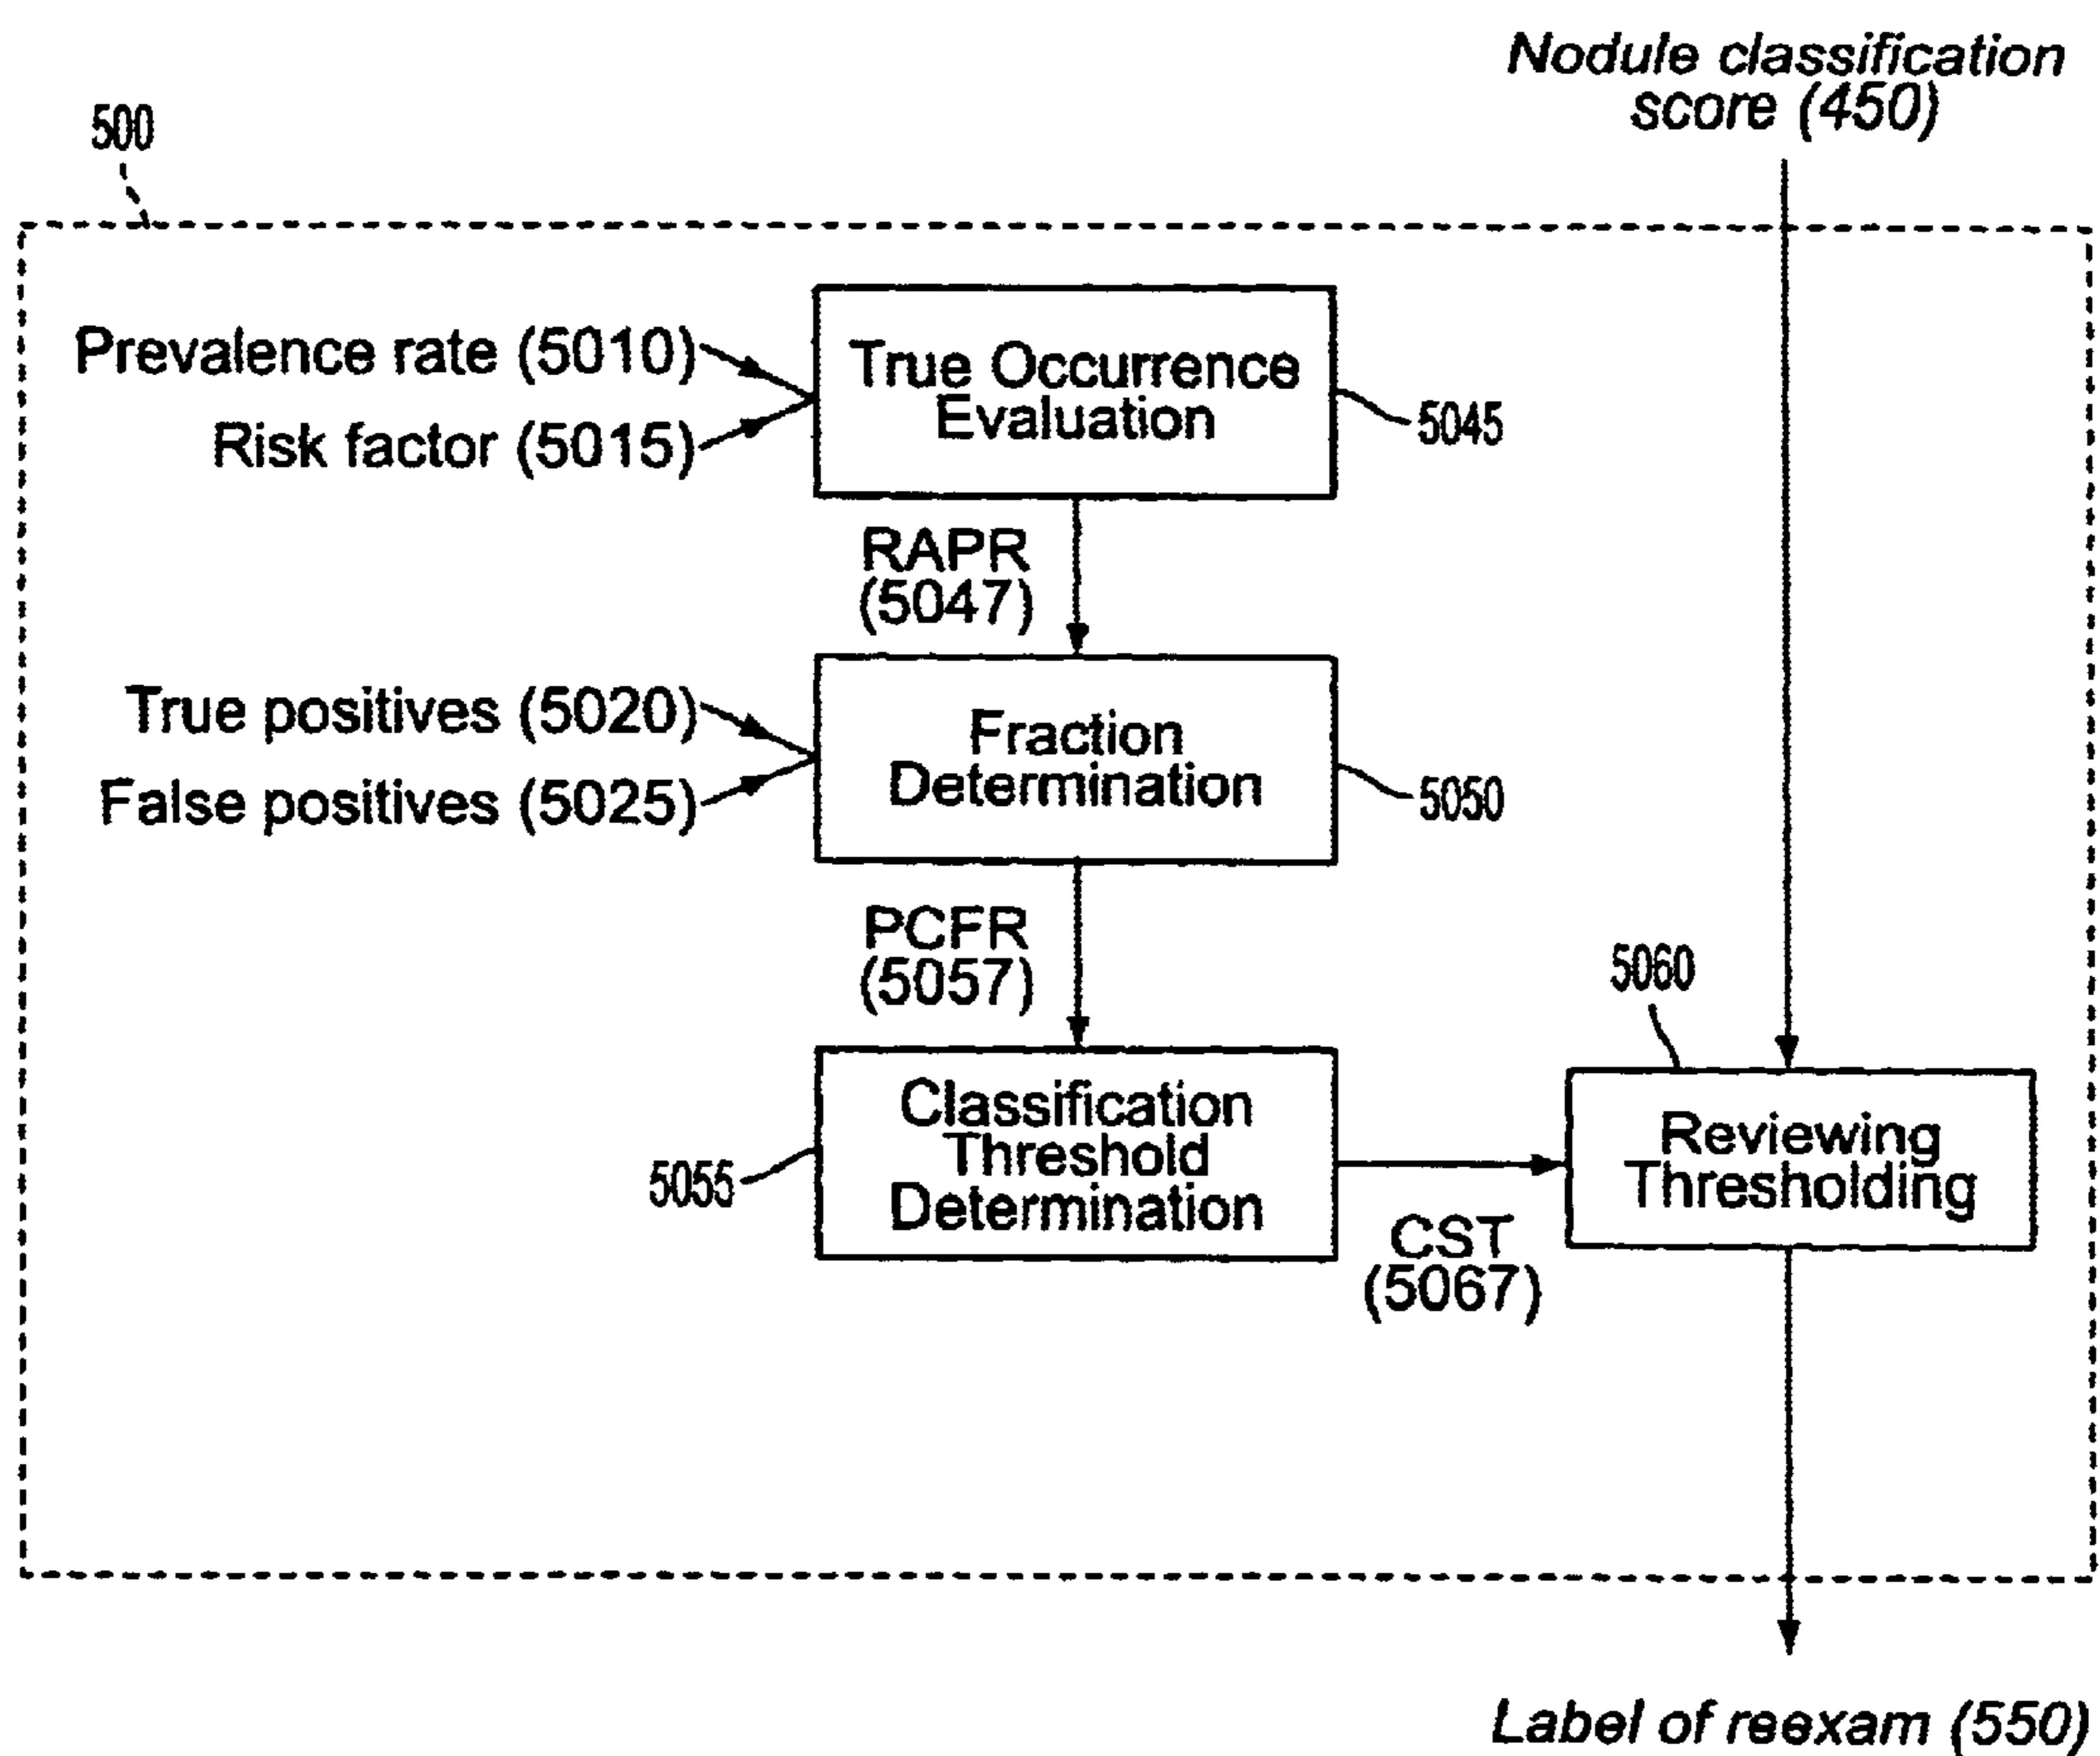 Nodule classification
score (450)
500
Prevalence rate (5010)
Risk factor (5015)
True Occurrence
Evaluation
5045
RAPR
(5047)
True positives (5020)
False positives (5025)
Fraction
Determination
5050
PCFR
(5057)
5060
Classification
Threshold
Determination
5055
Reviewing
Thresholding
CST
(5067)
Label of reexam (550)